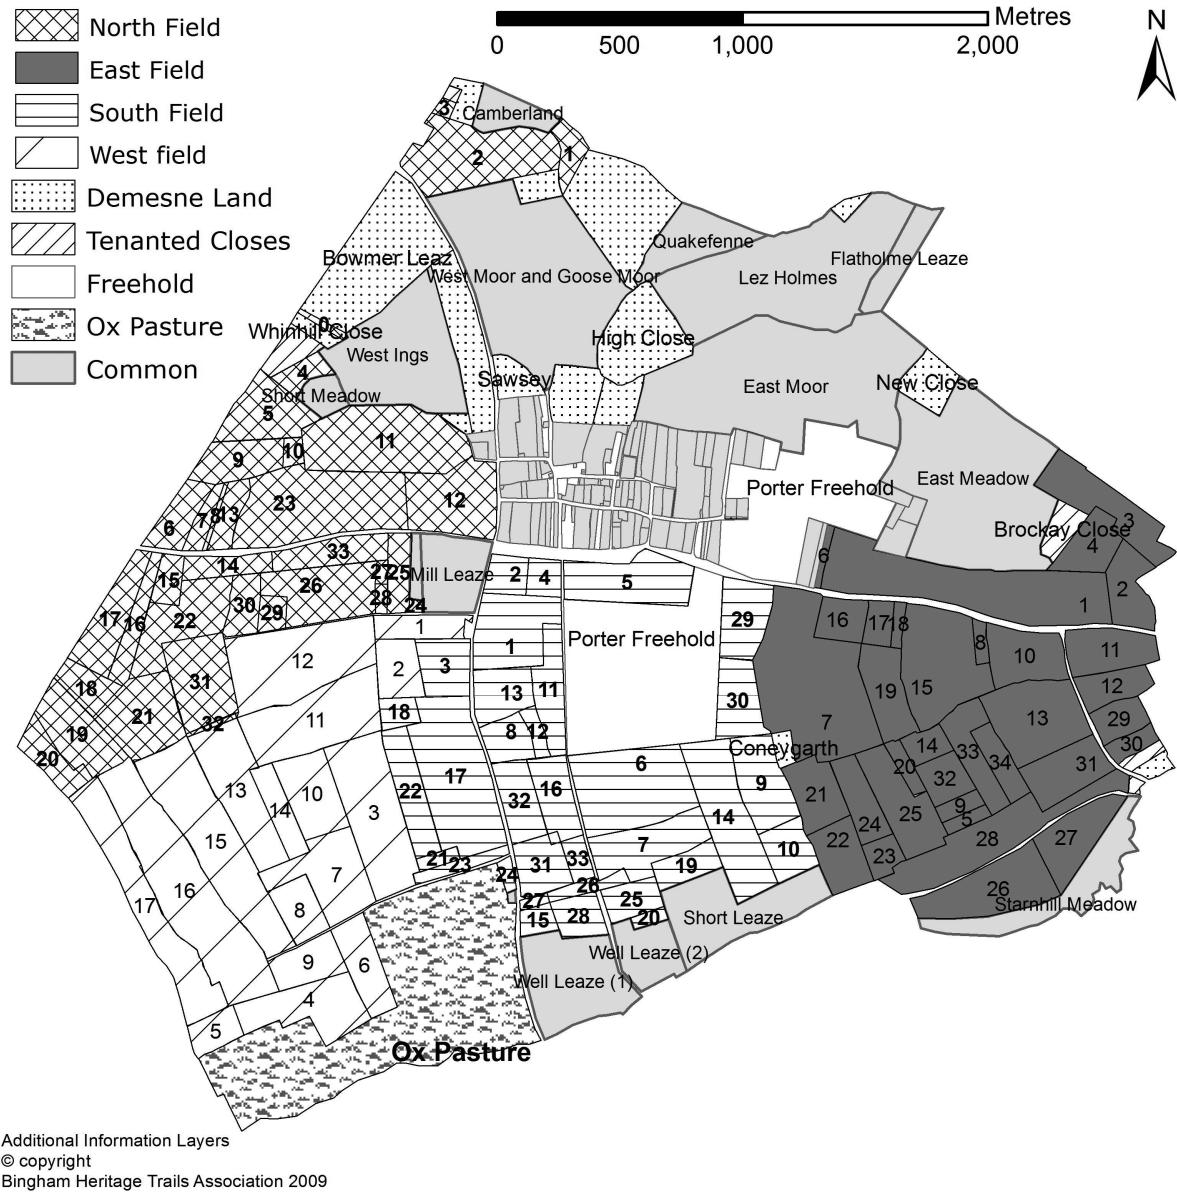 North Field
East Field
South Field
West field
Demesne Land
Tenanted Closes
Freehold
Ox Pasture
Common
Metres
0 500 1,000 2,000
N
3
Camberland
2 1
Quakefenne
Bowmer Leaz
West Moor and Goose Moor
Lez Holmes
Flatholme Leaze
0
Whinhill Close
High Close
West Ings
4
Sawsey
East Moor
New Close
Short Meadow
5
11
9 10
East Meadow
Porter Freehold
23 12
6 7 8 13
Brockay Close
3
4
33
6
14
15
27 25
Mill Leaze
2 4 5
26
28
2
30 29 24
1
17 16 22
1
29
16 17 18
Porter Freehold
8
12
1
10
11
2 3
31
18
13 11
19 15
12
30
18
21
32
11
8 12
7
13
29
19
Coneygarth
14
33
30
20
6
20
34
31
13 10
17
9
32
22
16
21
14
3
32
9
25
5
14
24
15
7
10
22
28
27
21 23
31 33
19
23
7
24
26
16
25
26
17
8
27
Starnhill Meadow
15 28
20
Short Leaze
Well Leaze (2)
9 6
Well Leaze (1)
4
5
Ox Pasture
Additional Information Layers
© copyright
Bingham Heritage Trails Association 2009